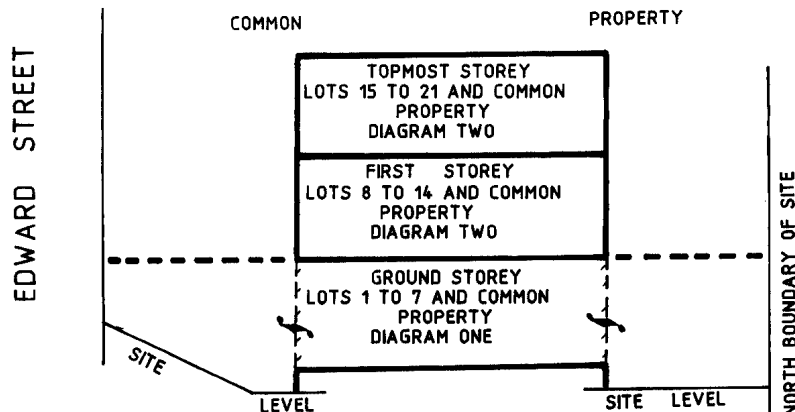 COMMON PROPERTY
EDWARD STREET
TOPMOST STOREY
LOTS 15 TO 21 AND COMMON
PROPERTY
DIAGRAM TWO
FIRST STOREY
LOTS 8 TO 14 AND COMMON
PROPERTY
DIAGRAM TWO
GROUND STOREY
LOTS 1 TO 7 AND COMMON
PROPERTY
DIAGRAM ONE
SITE LEVEL
SITE LEVEL
NORTH BOUNDARY OF SITE